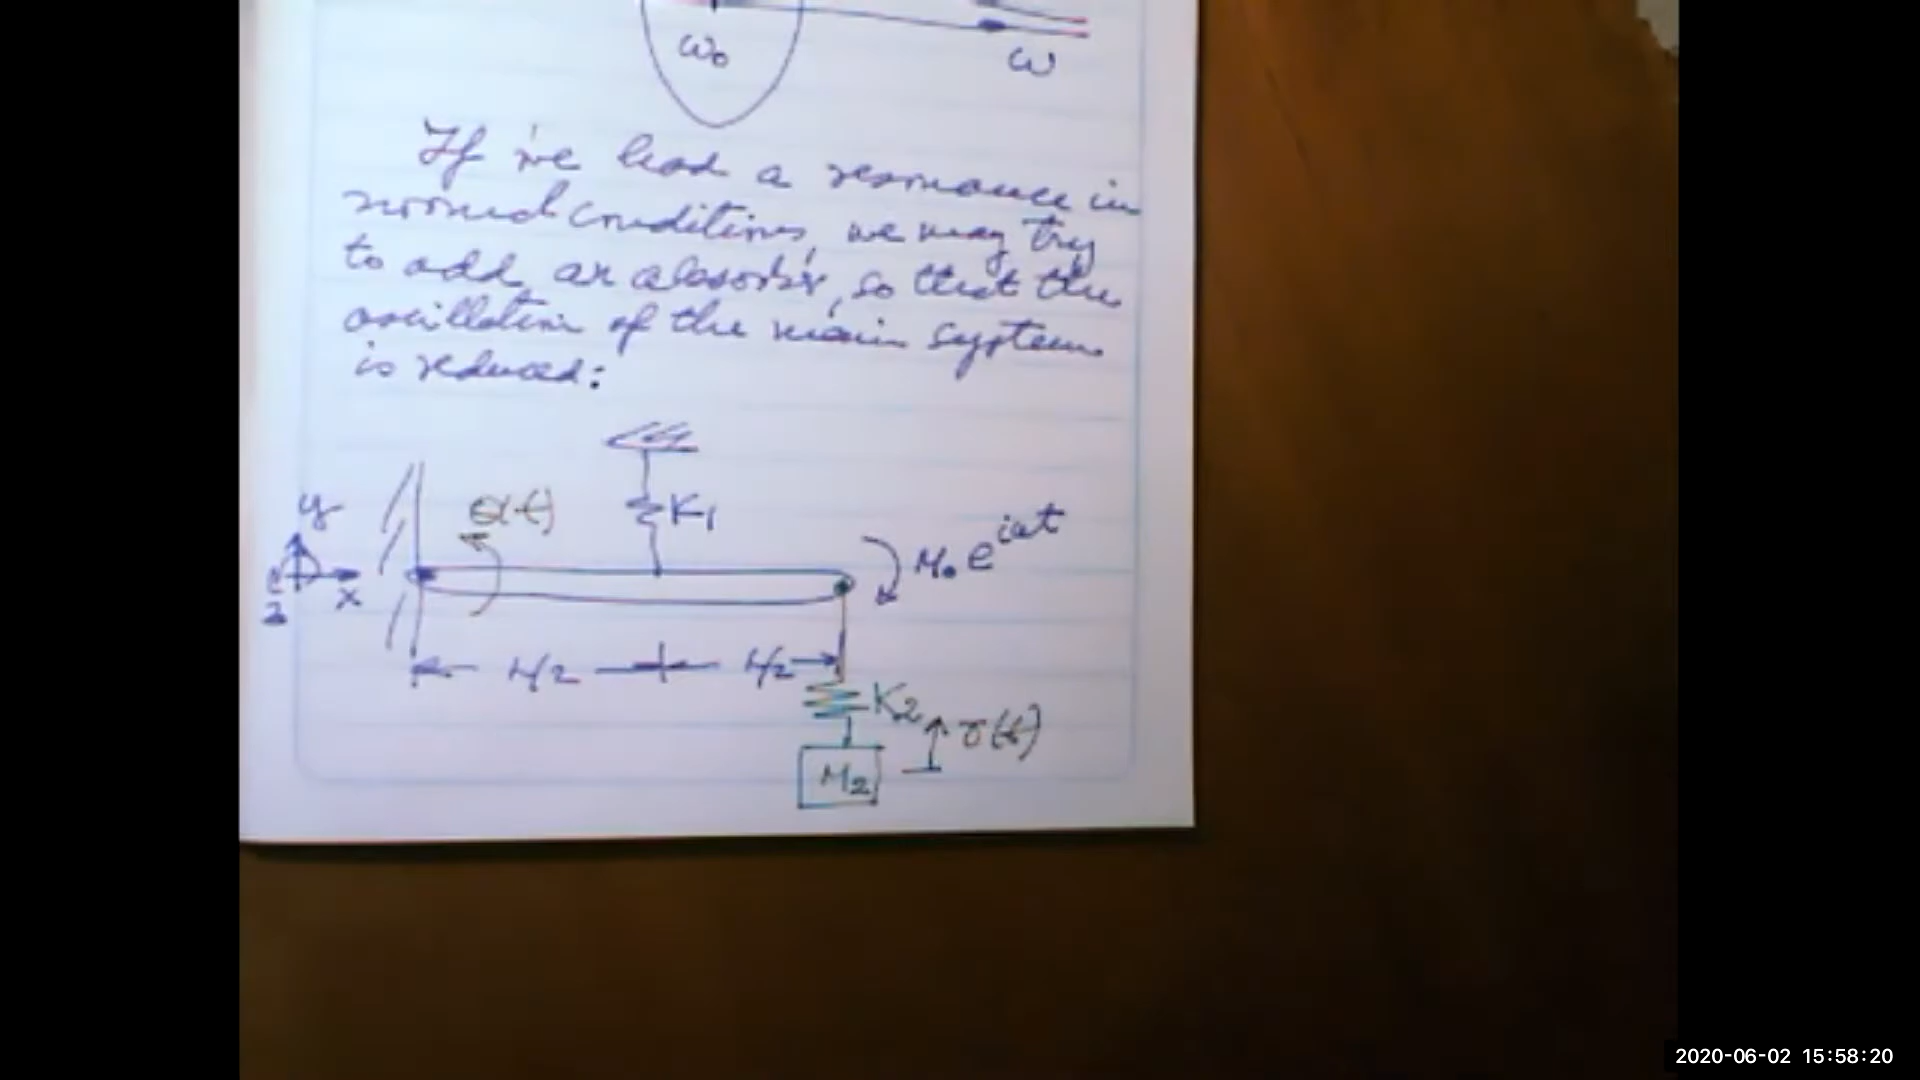 ω₀
ω
If we had a resonance in
normal conditions, we may try
to add an absorber, so that the
oscillation of the main system
is reduced:
K1
y
θ(t)
M₀ e^{iωt}
x
z
L/2
L/2
K2
v(t)
M2
2020-06-02 15:58:20